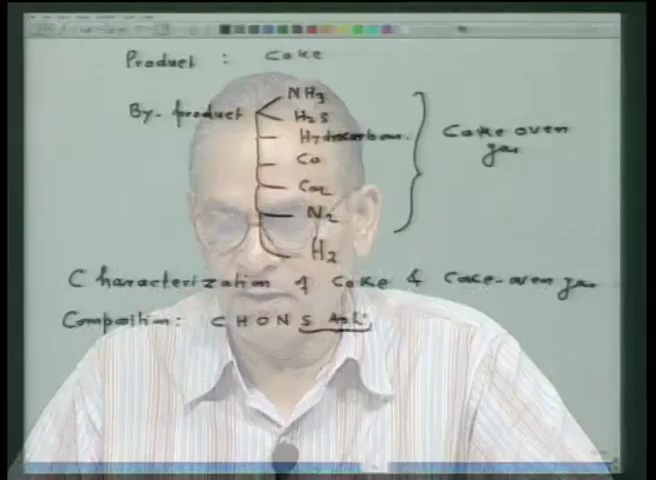 Product : Coke
By-product
NH3
H2S
Hydrocarbon.
CO
CO2
N2
H2
Coke oven gas
Characterization of Coke & Coke-oven gas
Composition: C H O N S Ash